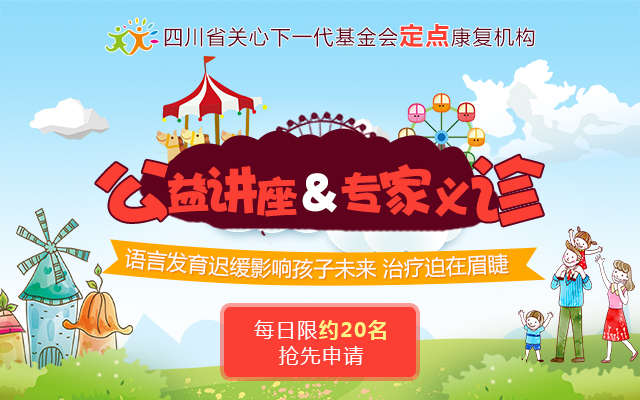 四川省关心下一代基金会定点康复机构
公益讲座&专家义诊
语言发育迟缓影响孩子未来 治疗迫在眉睫
每日限约20名
抢先申请